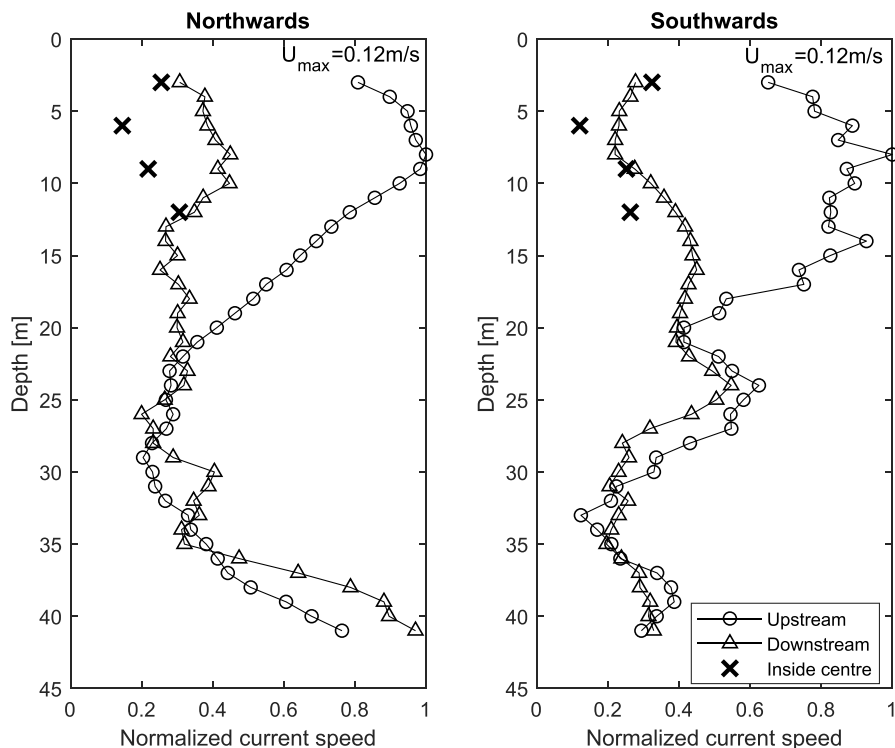 Northwards
U_max=0.12m/s
0
5
10
15
20
25
30
35
40
45
Depth [m]
0 0.2 0.4 0.6 0.8 1
Normalized current speed
Southwards
U_max=0.12m/s
0
5
10
15
20
25
30
35
40
45
Depth [m]
Upstream
Downstream
Inside centre
0 0.2 0.4 0.6 0.8 1
Normalized current speed